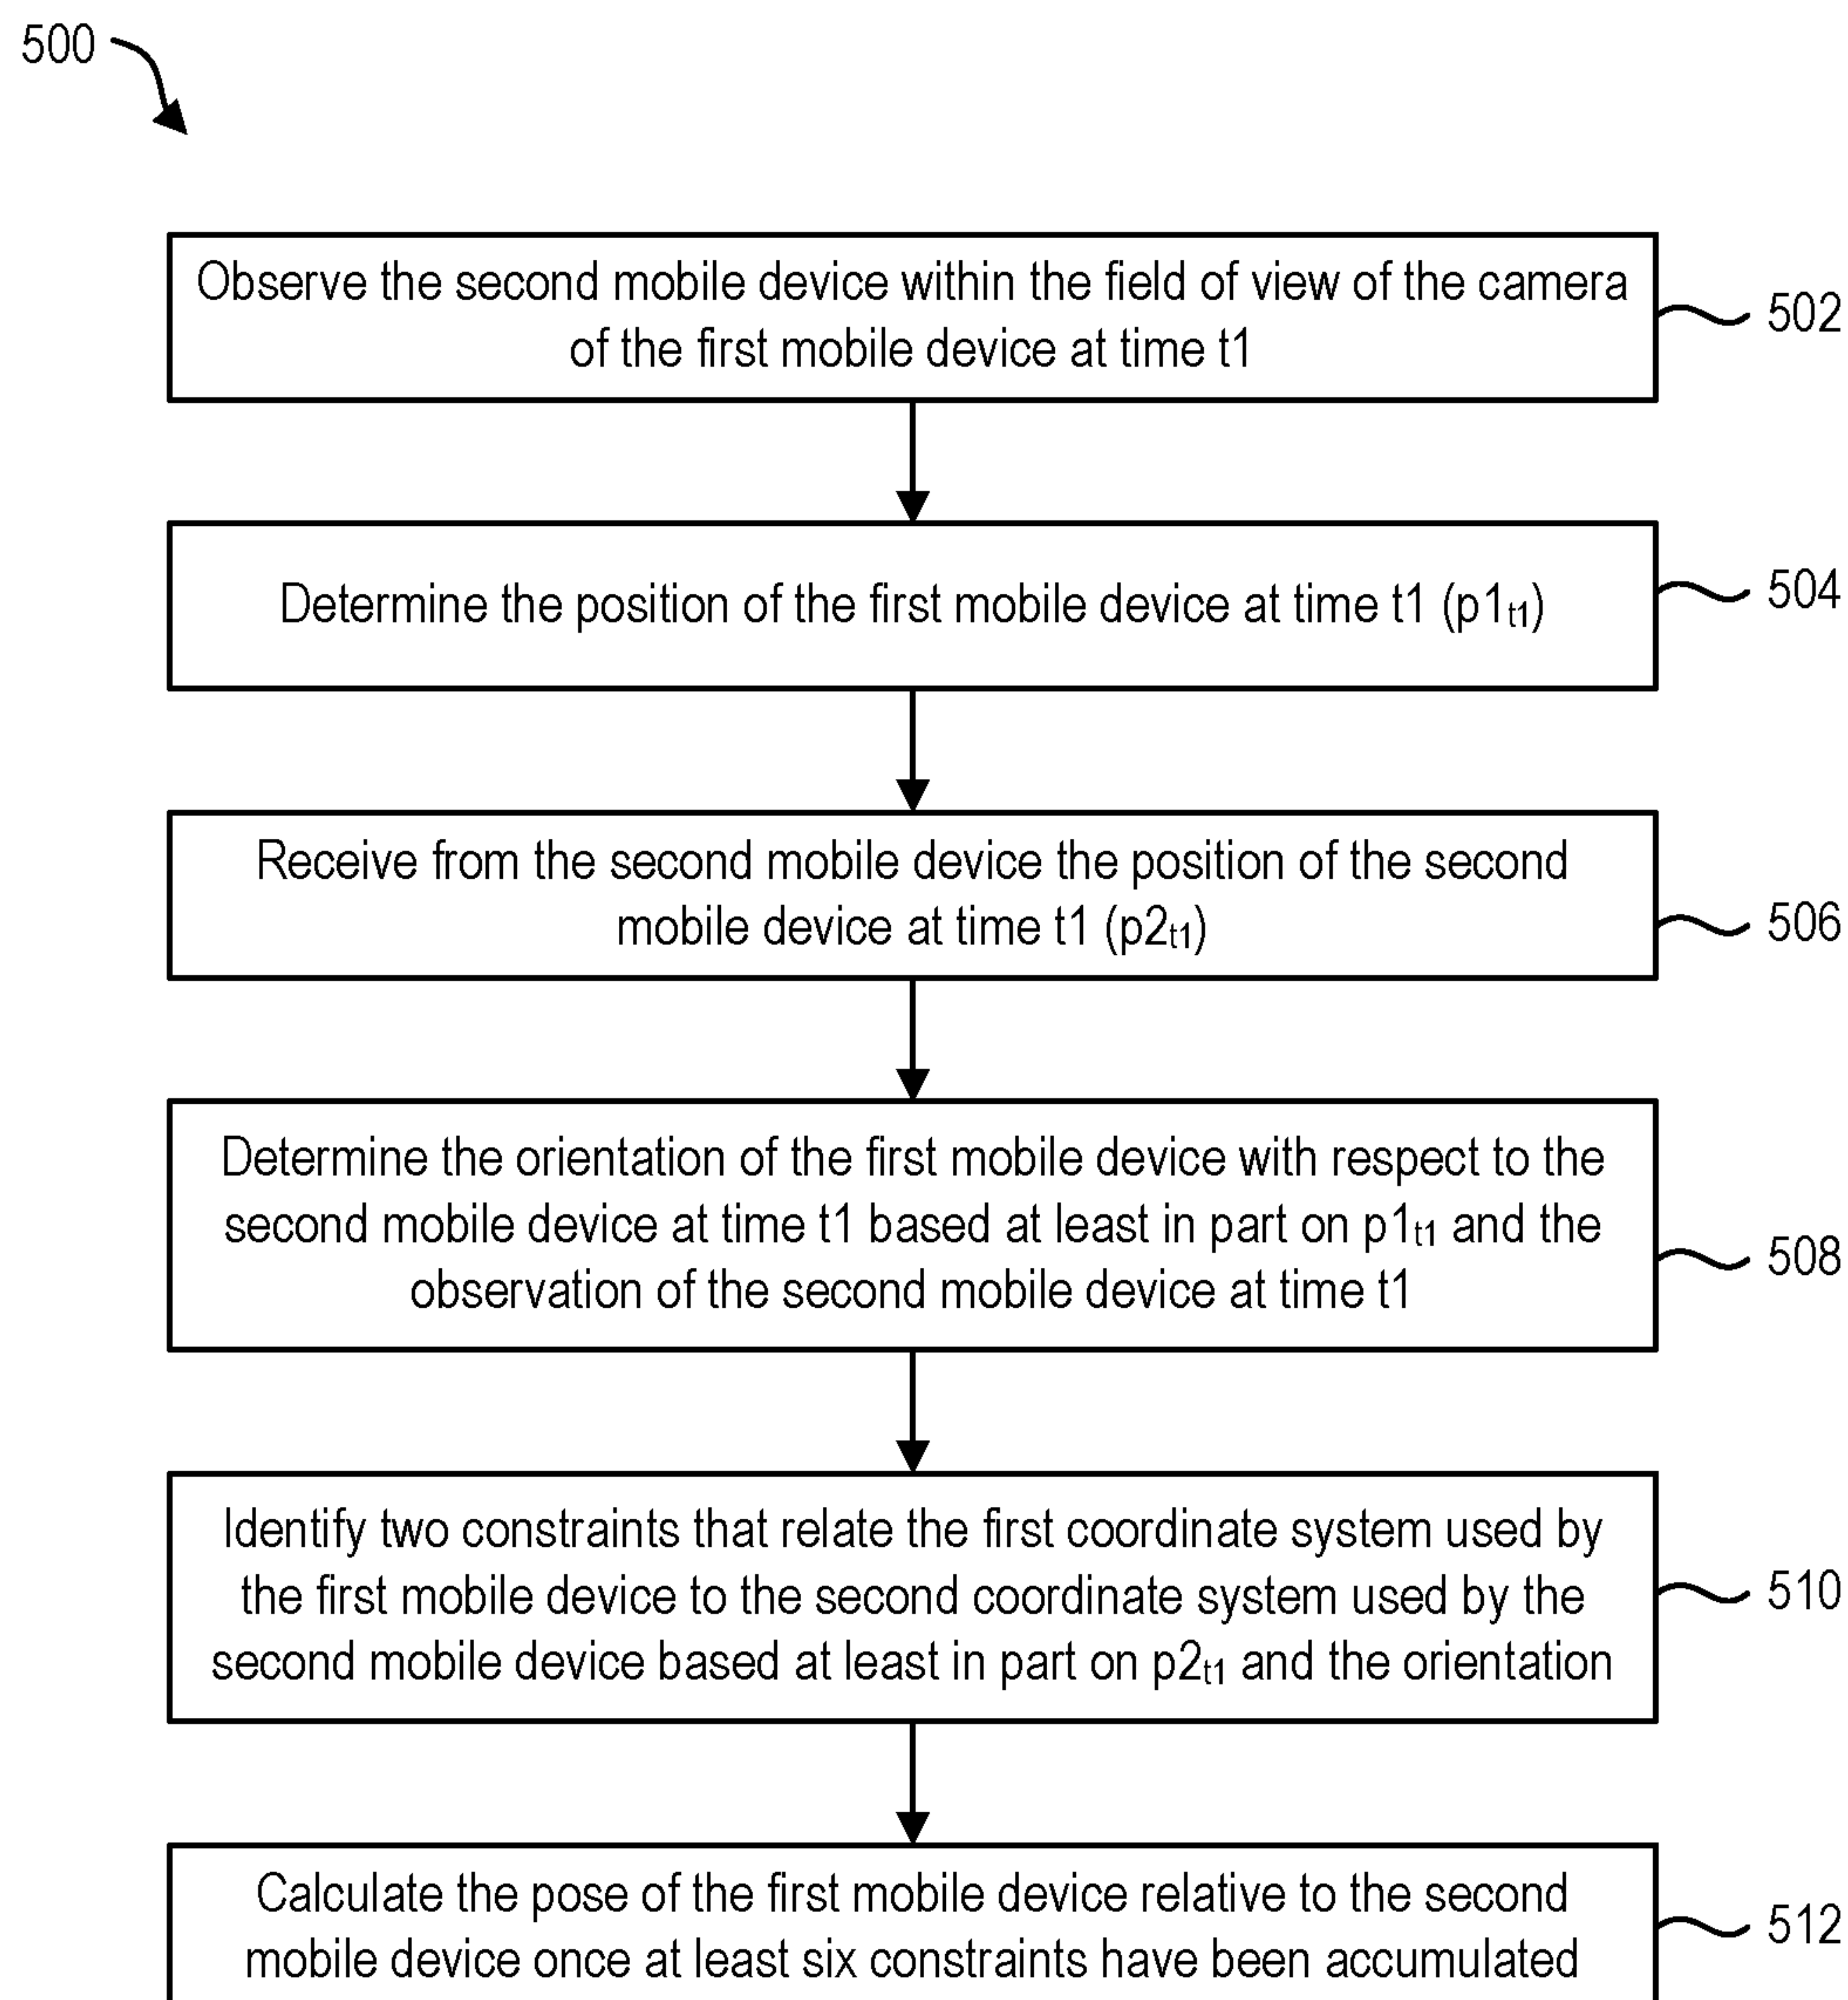 500
Observe the second mobile device within the field of view of the camera
of the first mobile device at time t1
502
Determine the position of the first mobile device at time t1 (p1t1)
504
Receive from the second mobile device the position of the second
mobile device at time t1 (p2t1)
506
Determine the orientation of the first mobile device with respect to the
second mobile device at time t1 based at least in part on p1t1 and the
observation of the second mobile device at time t1
508
Identify two constraints that relate the first coordinate system used by
the first mobile device to the second coordinate system used by the
second mobile device based at least in part on p2t1 and the orientation
510
Calculate the pose of the first mobile device relative to the second
mobile device once at least six constraints have been accumulated
512